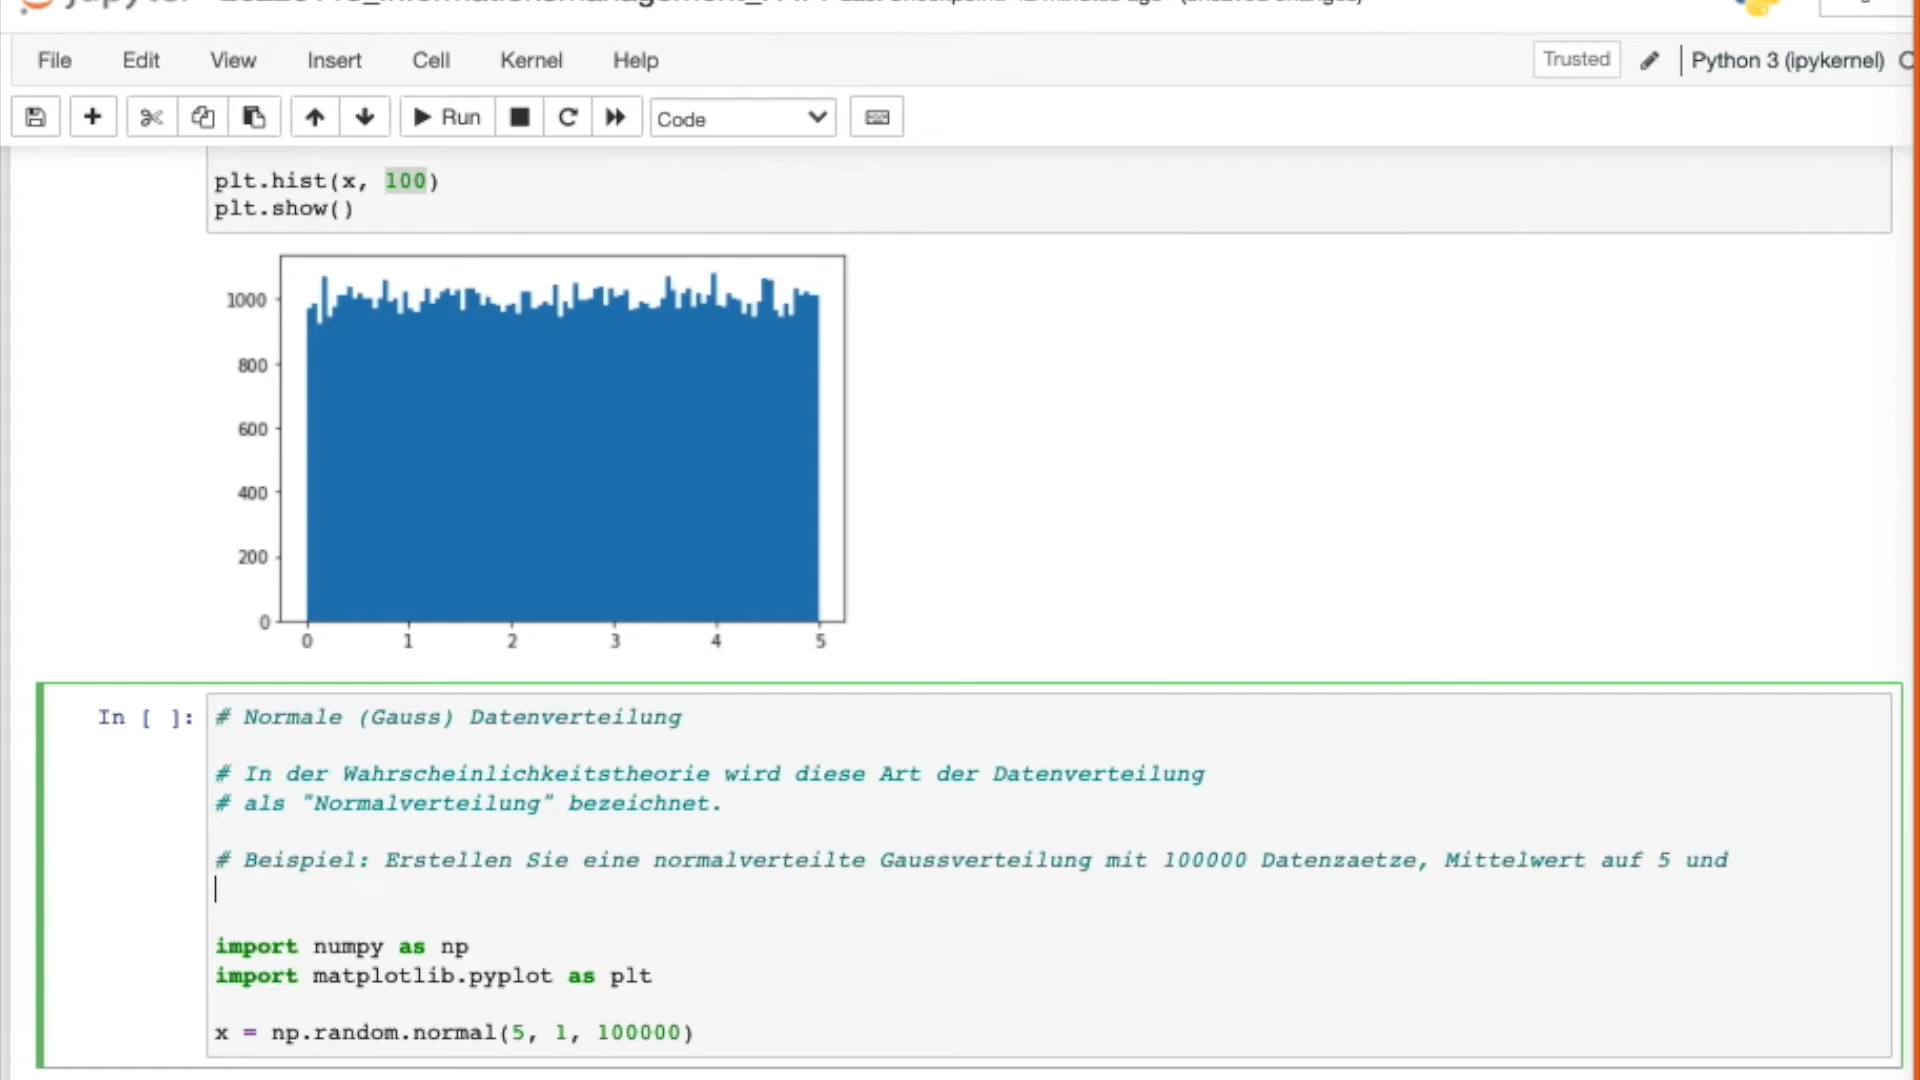 File Edit View Insert Cell Kernel Help Trusted Python 3 (ipykernel)
Run Code
plt.hist(x, 100)
plt.show()
1000
800
600
400
200
0
0 1 2 3 4 5
In [ ]: # Normale (Gauss) Datenverteilung
# In der Wahrscheinlichkeitstheorie wird diese Art der Datenverteilung
# als "Normalverteilung" bezeichnet.
# Beispiel: Erstellen Sie eine normalverteilte Gaussverteilung mit 100000 Datenzaetze, Mittelwert auf 5 und
import numpy as np
import matplotlib.pyplot as plt
x = np.random.normal(5, 1, 100000)